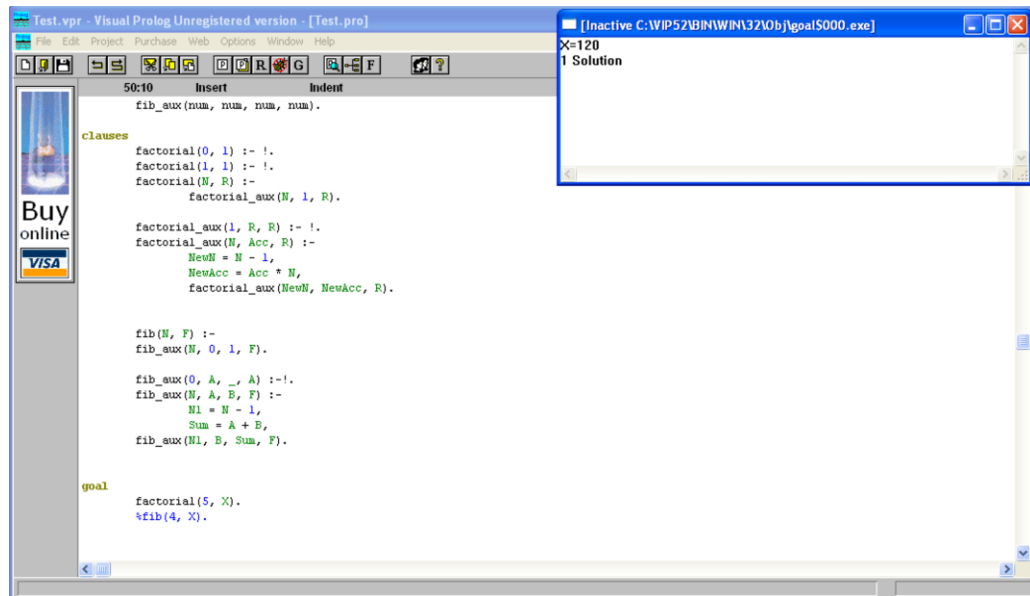 Test.vpr - Visual Prolog Unregistered version - [Test.pro]
File Edit Project Purchase Web Options Window Help
R G F ?
50:10 Insert Indent
fib_aux(num, num, num, num).
clauses
factorial(0, 1) :- !.
factorial(1, 1) :- !.
factorial(N, R) :-
factorial_aux(N, 1, R).
factorial_aux(1, R, R) :- !.
factorial_aux(N, Acc, R) :-
NewN = N - 1,
NewAcc = Acc * N,
factorial_aux(NewN, NewAcc, R).
fib(N, F) :-
fib_aux(N, 0, 1, F).
fib_aux(0, A, _, A) :-!.
fib_aux(N, A, B, F) :-
N1 = N - 1,
Sum = A + B,
fib_aux(N1, B, Sum, F).
goal
factorial(5, X).
%fib(4, X).
Buy
online
VISA
[Inactive C:\VIP52\BIN\WIN\32\Obj\goal$000.exe]
X=120
1 Solution